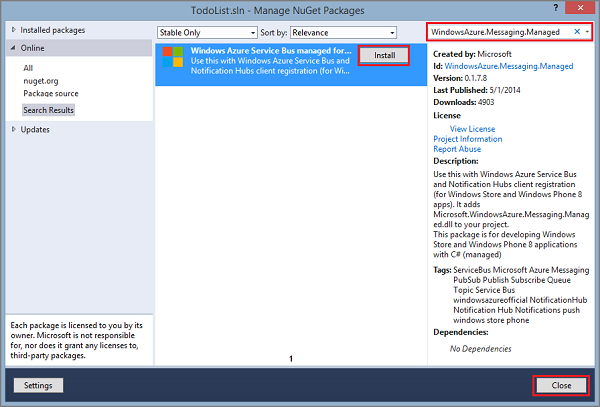 TodoList.sln - Manage NuGet Packages
? ×
Installed packages
Online
All
nuget.org
Package source
Search Results
Updates
Each package is licensed to you by its
owner. Microsoft is not responsible
for, nor does it grant any licenses to,
third-party packages.
Stable Only
Sort by: Relevance
Windows Azure Service Bus managed for...
Use this with Windows Azure Service Bus and
Notification Hubs client registration (for Wi...
Install
1
WindowsAzure.Messaging.Managed
×
Created by: Microsoft
Id: WindowsAzure.Messaging.Managed
Version: 0.1.7.8
Last Published: 5/1/2014
Downloads: 4903
License
View License
Project Information
Report Abuse
Description:
Use this with Windows Azure Service Bus
and Notification Hubs client registration
(for Windows Store and Windows Phone 8
apps). It adds
Microsoft.WindowsAzure.Messaging.Manag
ed.dll to your project.
This package is for developing Windows
Store and Windows Phone 8 applications
with C# (managed)
Tags: ServiceBus Microsoft Azure Messaging
PubSub Publish Subscribe Queue
Topic Service Bus
windowsazureofficial NotificationHub
Notification Hub Notifications push
windows store phone
Dependencies:
No Dependencies
Settings
Close